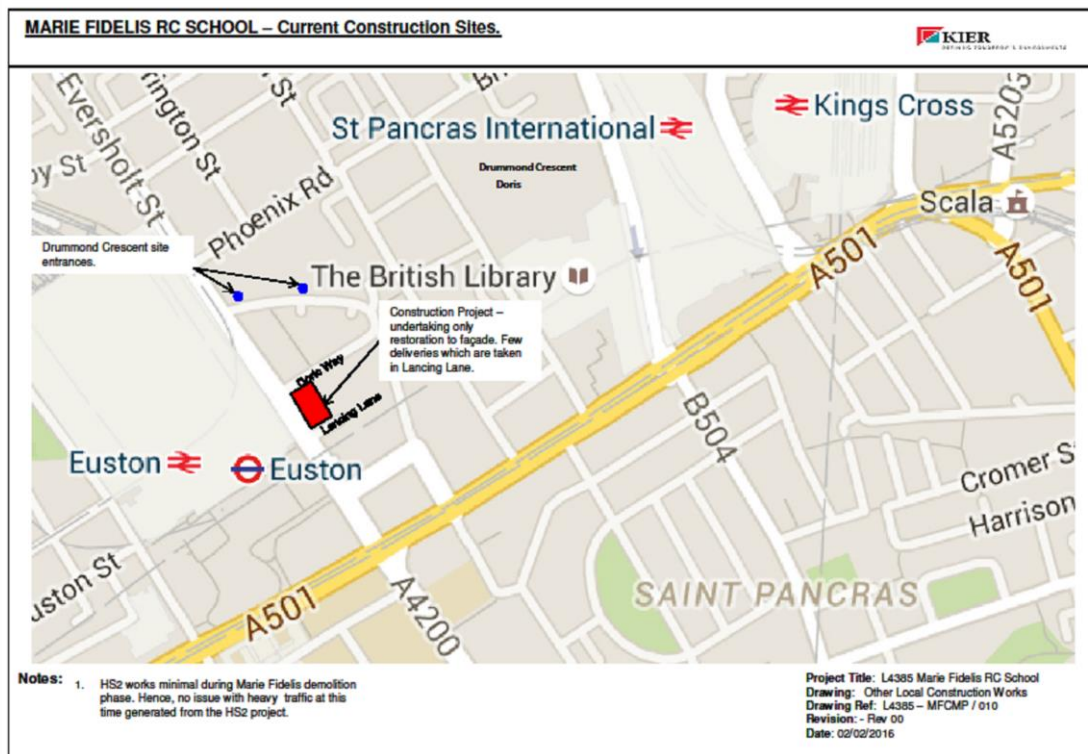 MARIE FIDELIS RC SCHOOL – Current Construction Sites.
KIER
Eversholt St
St Pancras International
Kings Cross
A5203
Drummond Crescent
Doris
Scala
Phoenix Rd
Drummond Crescent site
entrances.
The British Library
A501
A501
Construction Project –
undertaking only
restoration to façade. Few
deliveries which are taken
in Lancing Lane.
Doric Way
Lancing Lane
B504
Euston
Euston
Cromer S
Harrison
uston St
A501
A4200
SAINT PANCRAS
Notes: 1. HS2 works minimal during Marie Fidelis demolition
phase. Hence, no issue with heavy traffic at this
time generated from the HS2 project.
Project Title: L4385 Marie Fidelis RC School
Drawing: Other Local Construction Works
Drawing Ref: L4385 – MFCMP / 010
Revision: - Rev 00
Date: 02/02/2016